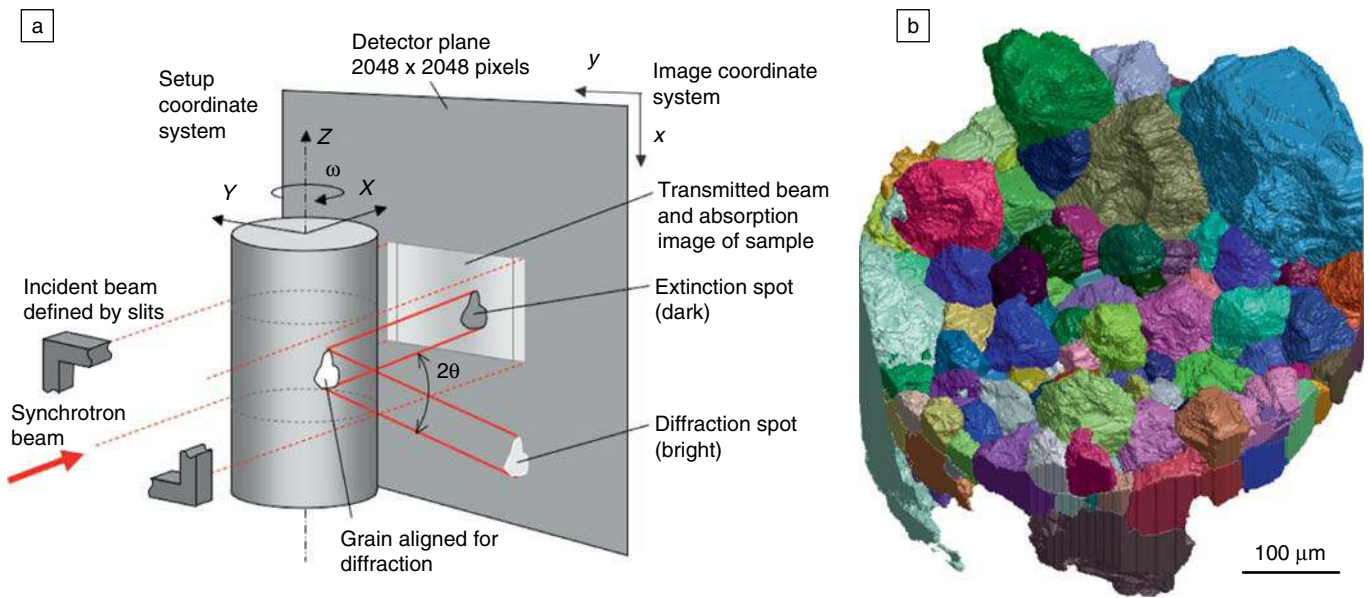 a
Detector plane
2048 x 2048 pixels
y
Image coordinate
system
x
Setup
coordinate
system
Z
ω
Y
X
Transmitted beam
and absorption
image of sample
Incident beam
defined by slits
Extinction spot
(dark)
2θ
Synchrotron
beam
Diffraction spot
(bright)
Grain aligned for
diffraction
b
100 μm